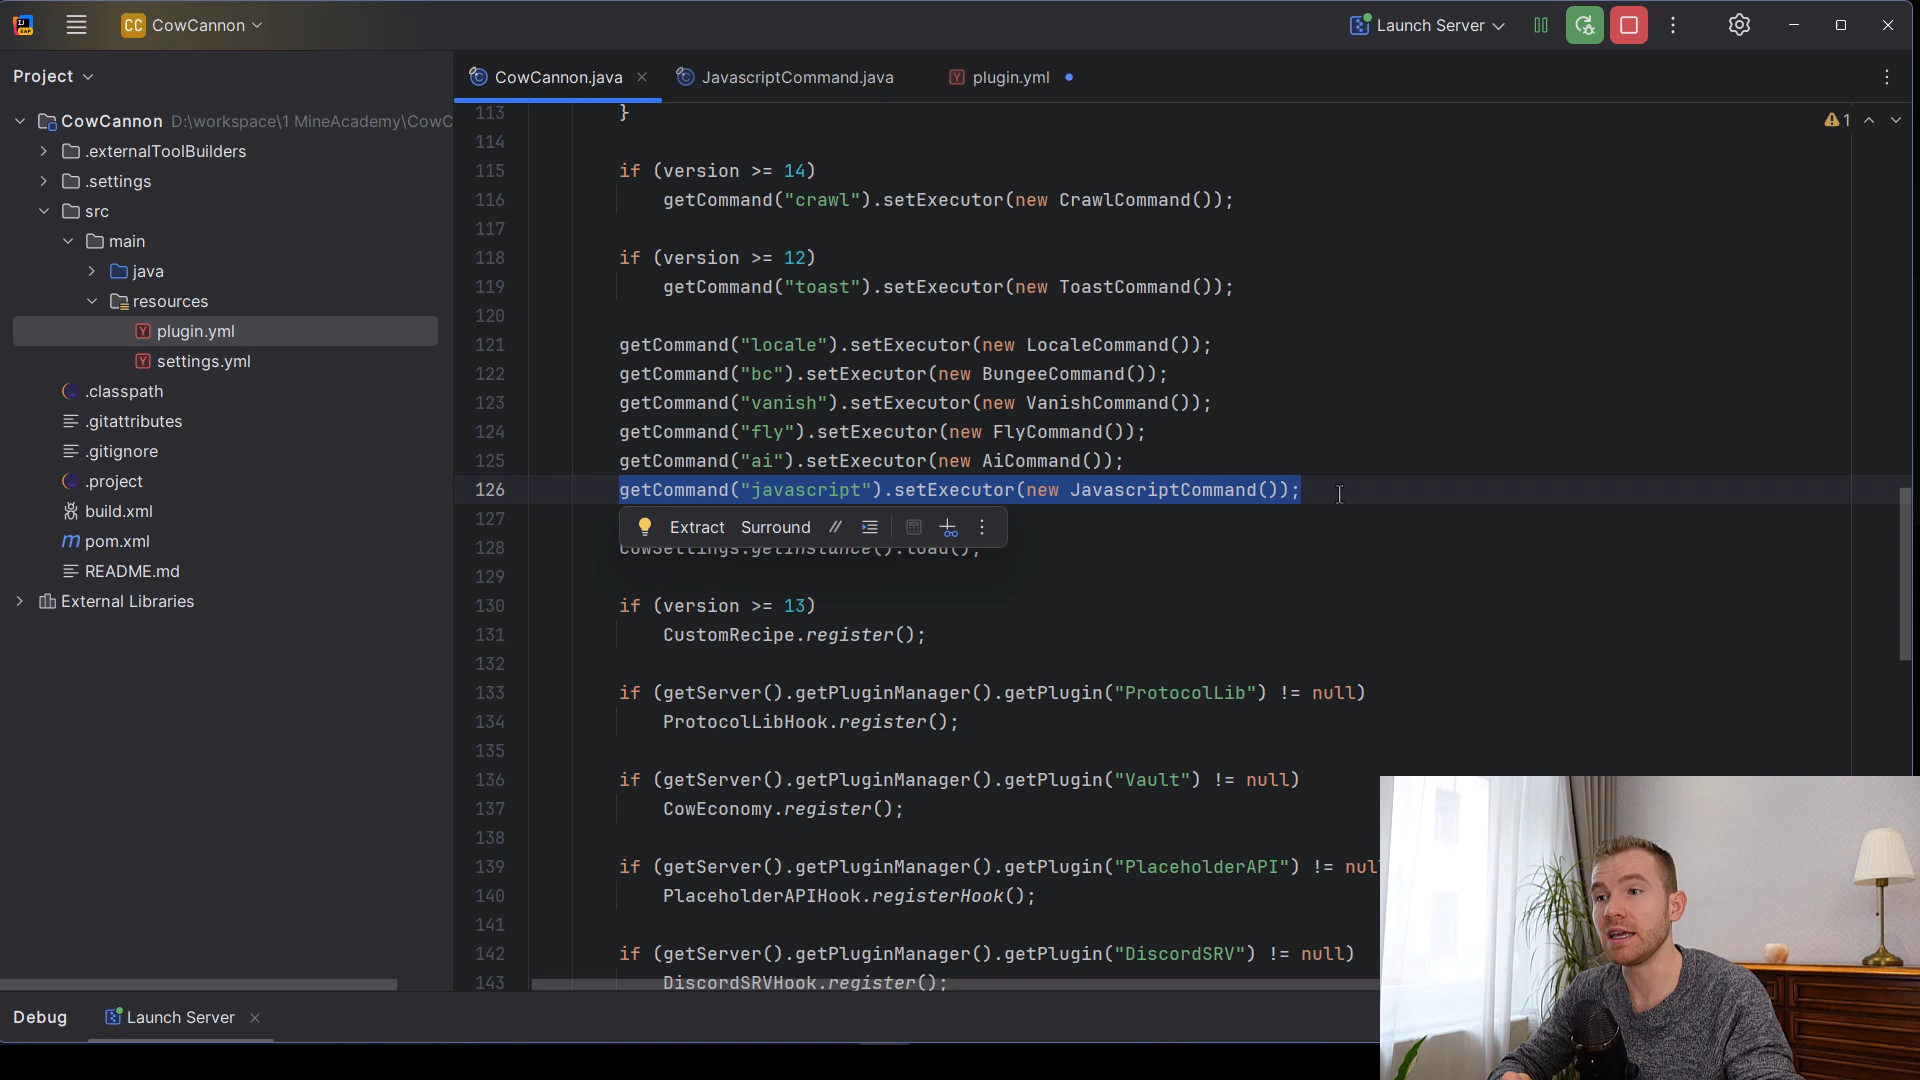 CC CowCannon
Launch Server
Project
CowCannon.java
JavascriptCommand.java
plugin.yml
CowCannon D:\workspace\1 MineAcademy\CowC
.externalToolBuilders
.settings
src
main
java
resources
plugin.yml
settings.yml
.classpath
.gitattributes
.gitignore
.project
build.xml
pom.xml
README.md
External Libraries
1
113 }
114
115 if (version >= 14)
116 getCommand("crawl").setExecutor(new CrawlCommand());
117
118 if (version >= 12)
119 getCommand("toast").setExecutor(new ToastCommand());
120
121 getCommand("locale").setExecutor(new LocaleCommand());
122 getCommand("bc").setExecutor(new BungeeCommand());
123 getCommand("vanish").setExecutor(new VanishCommand());
124 getCommand("fly").setExecutor(new FlyCommand());
125 getCommand("ai").setExecutor(new AiCommand());
126 getCommand("javascript").setExecutor(new JavascriptCommand());
127
Extract Surround //
128 CowSettings.getInstance().load();
129
130 if (version >= 13)
131 CustomRecipe.register();
132
133 if (getServer().getPluginManager().getPlugin("ProtocolLib") != null)
134 ProtocolLibHook.register();
135
136 if (getServer().getPluginManager().getPlugin("Vault") != null)
137 CowEconomy.register();
138
139 if (getServer().getPluginManager().getPlugin("PlaceholderAPI") != nul
140 PlaceholderAPIHook.registerHook();
141
142 if (getServer().getPluginManager().getPlugin("DiscordSRV") != null)
143 DiscordSRVHook.register();
Debug
Launch Server